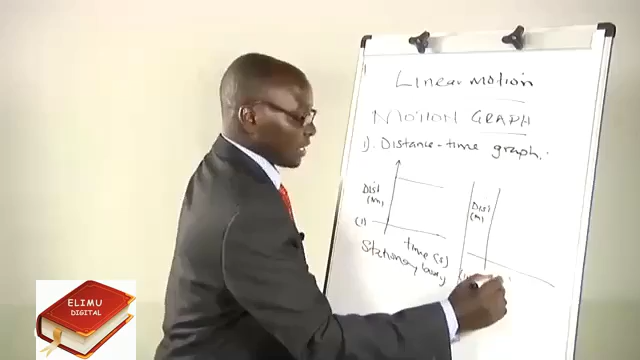 Linear motion
MOTION GRAPH
1). Distance-time graph.
Dist
(m)
(1)
time (s)
Stationary body
Dist
(m)
ELIMU
DIGITAL